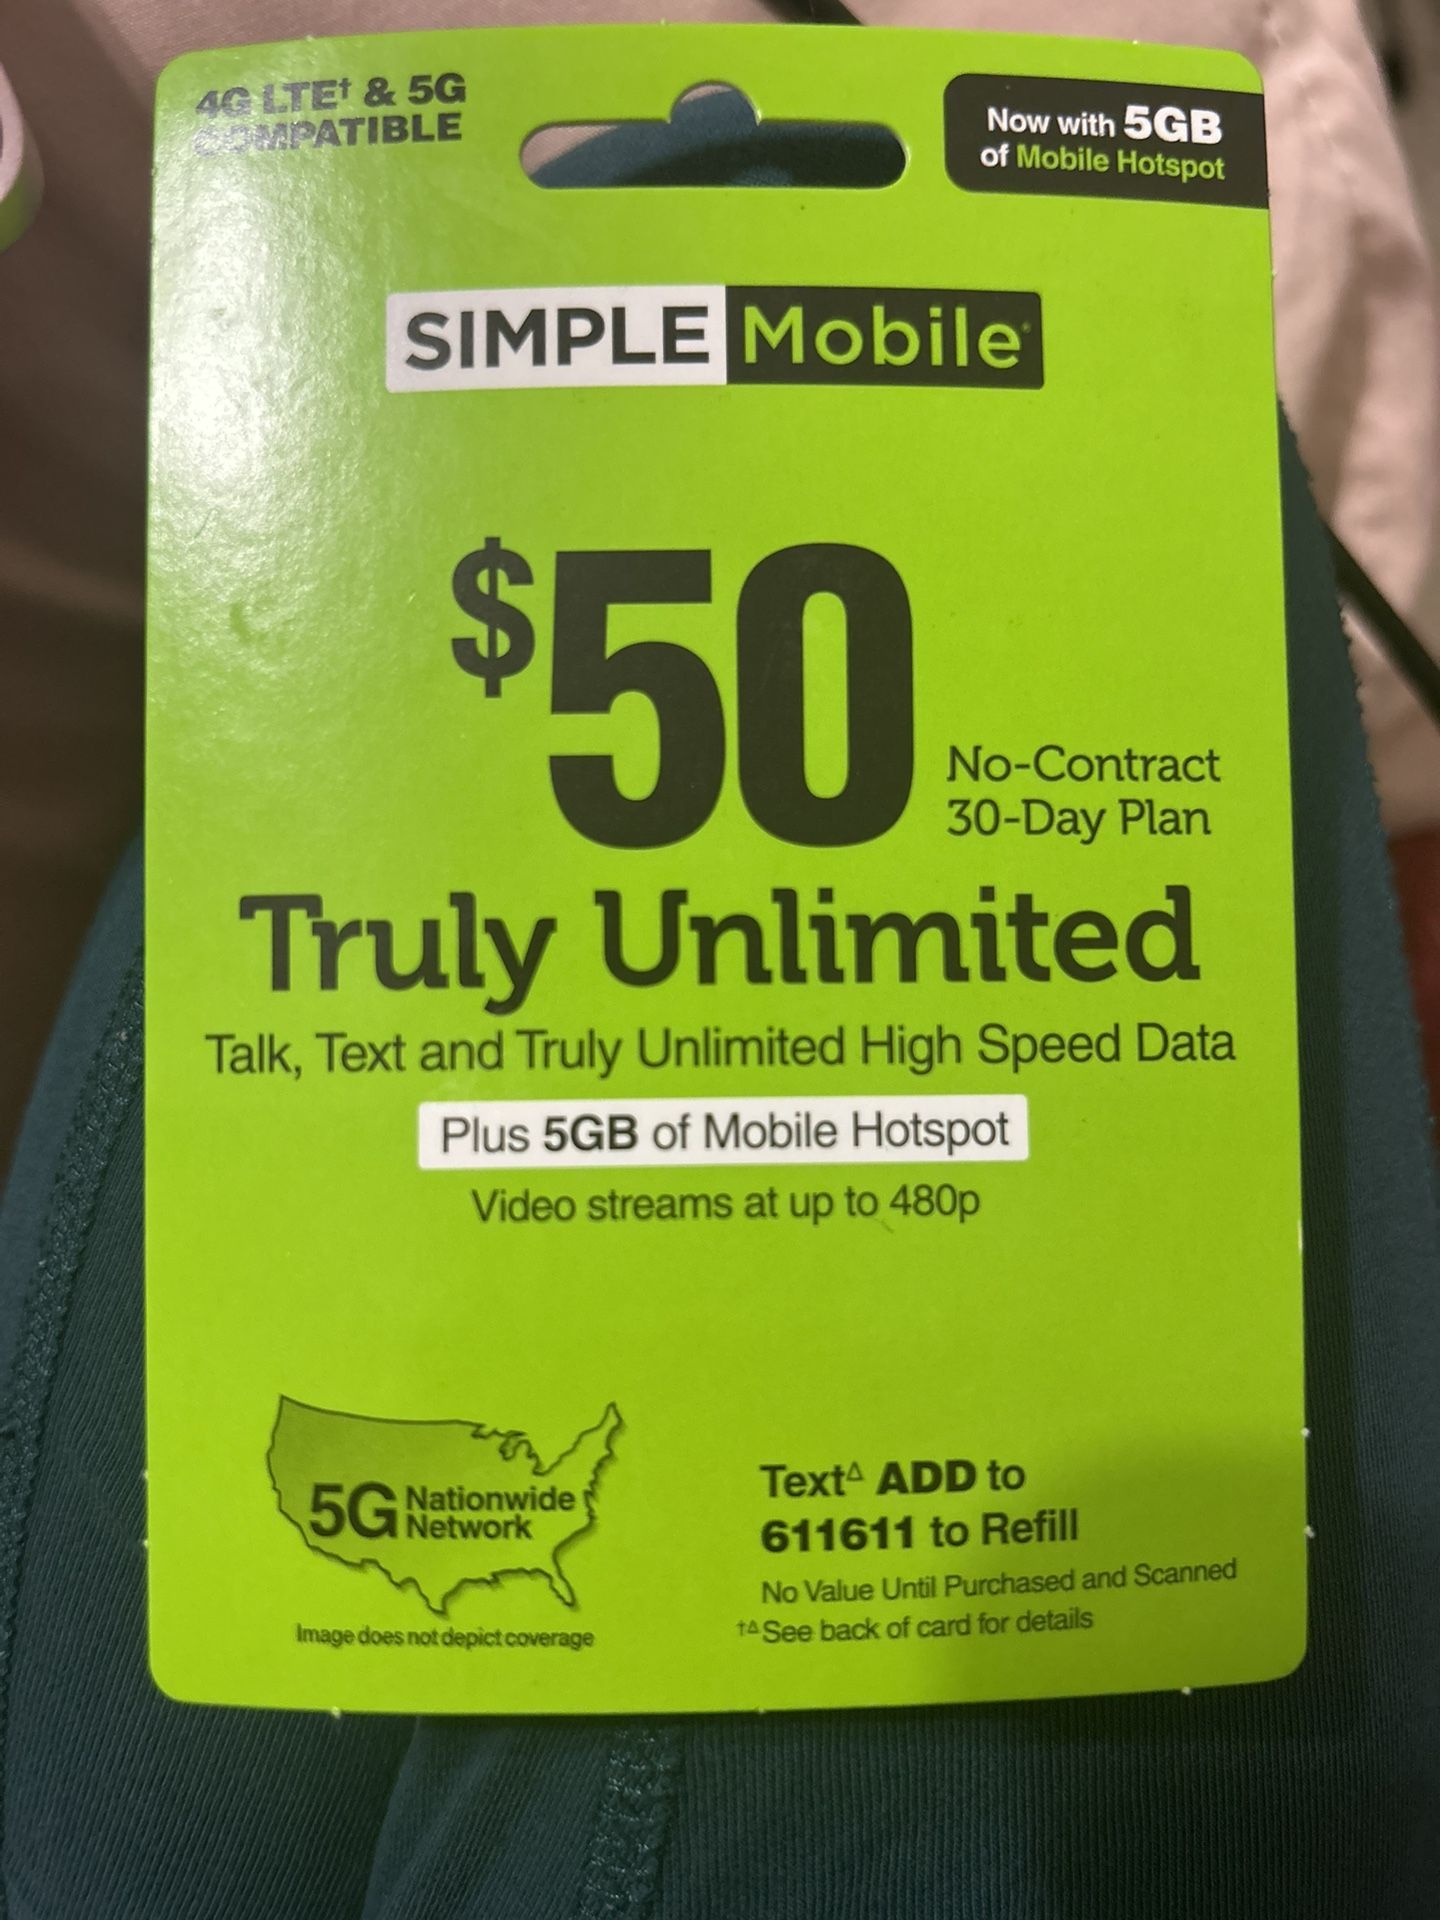 4G LTE† & 5G
COMPATIBLE
Now with 5GB
of Mobile Hotspot
SIMPLE Mobile®
$50
No-Contract
30-Day Plan
Truly Unlimited
Talk, Text and Truly Unlimited High Speed Data
Plus 5GB of Mobile Hotspot
Video streams at up to 480p
5G Nationwide
Network
Image does not depict coverage
Text∆ ADD to
611611 to Refill
No Value Until Purchased and Scanned
†∆See back of card for details